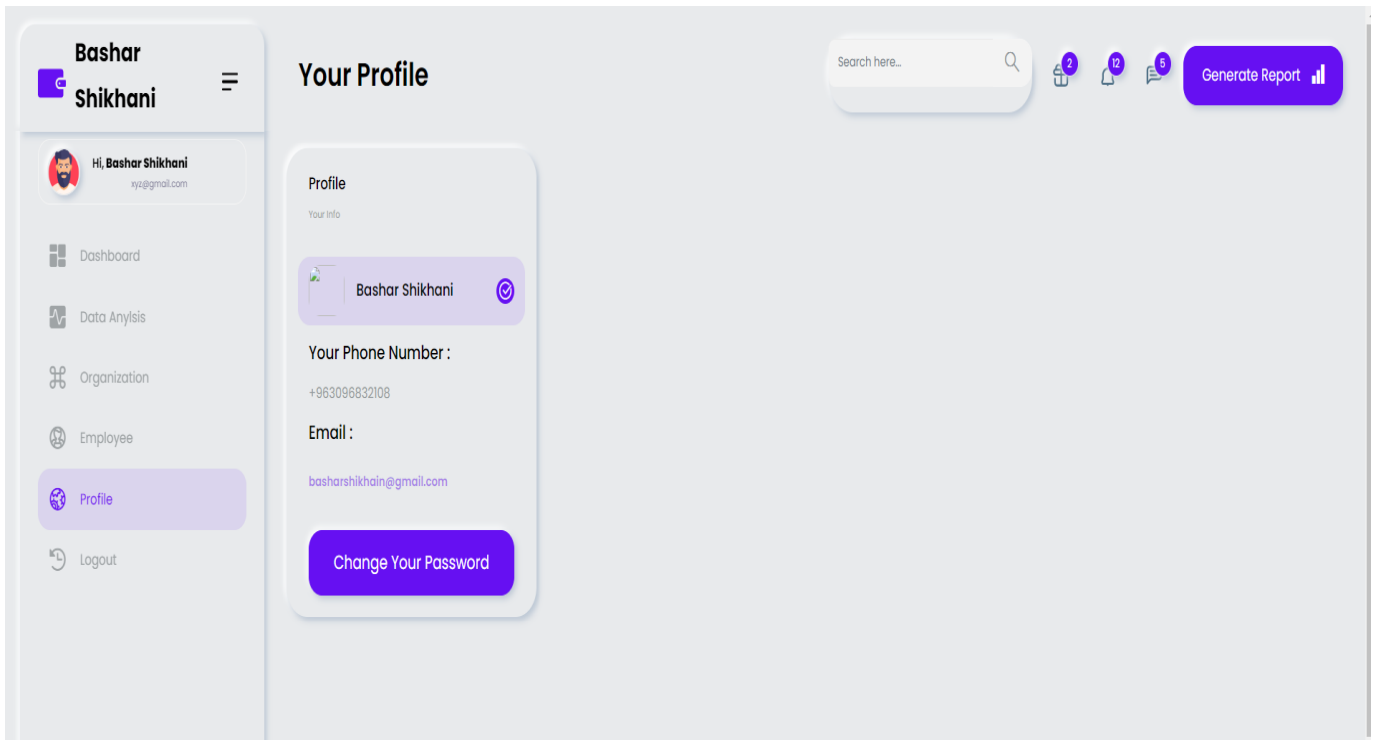 Bashar
Shikhani
Hi, Bashar Shikhani
xyz@gmail.com
Dashboard
Data Anylsis
Organization
Employee
Profile
Logout
Your Profile
Search here...
2
12
5
Generate Report
Profile
Your Info
Bashar Shikhani
Your Phone Number :
+963096832108
Email :
basharshikhain@gmail.com
Change Your Password